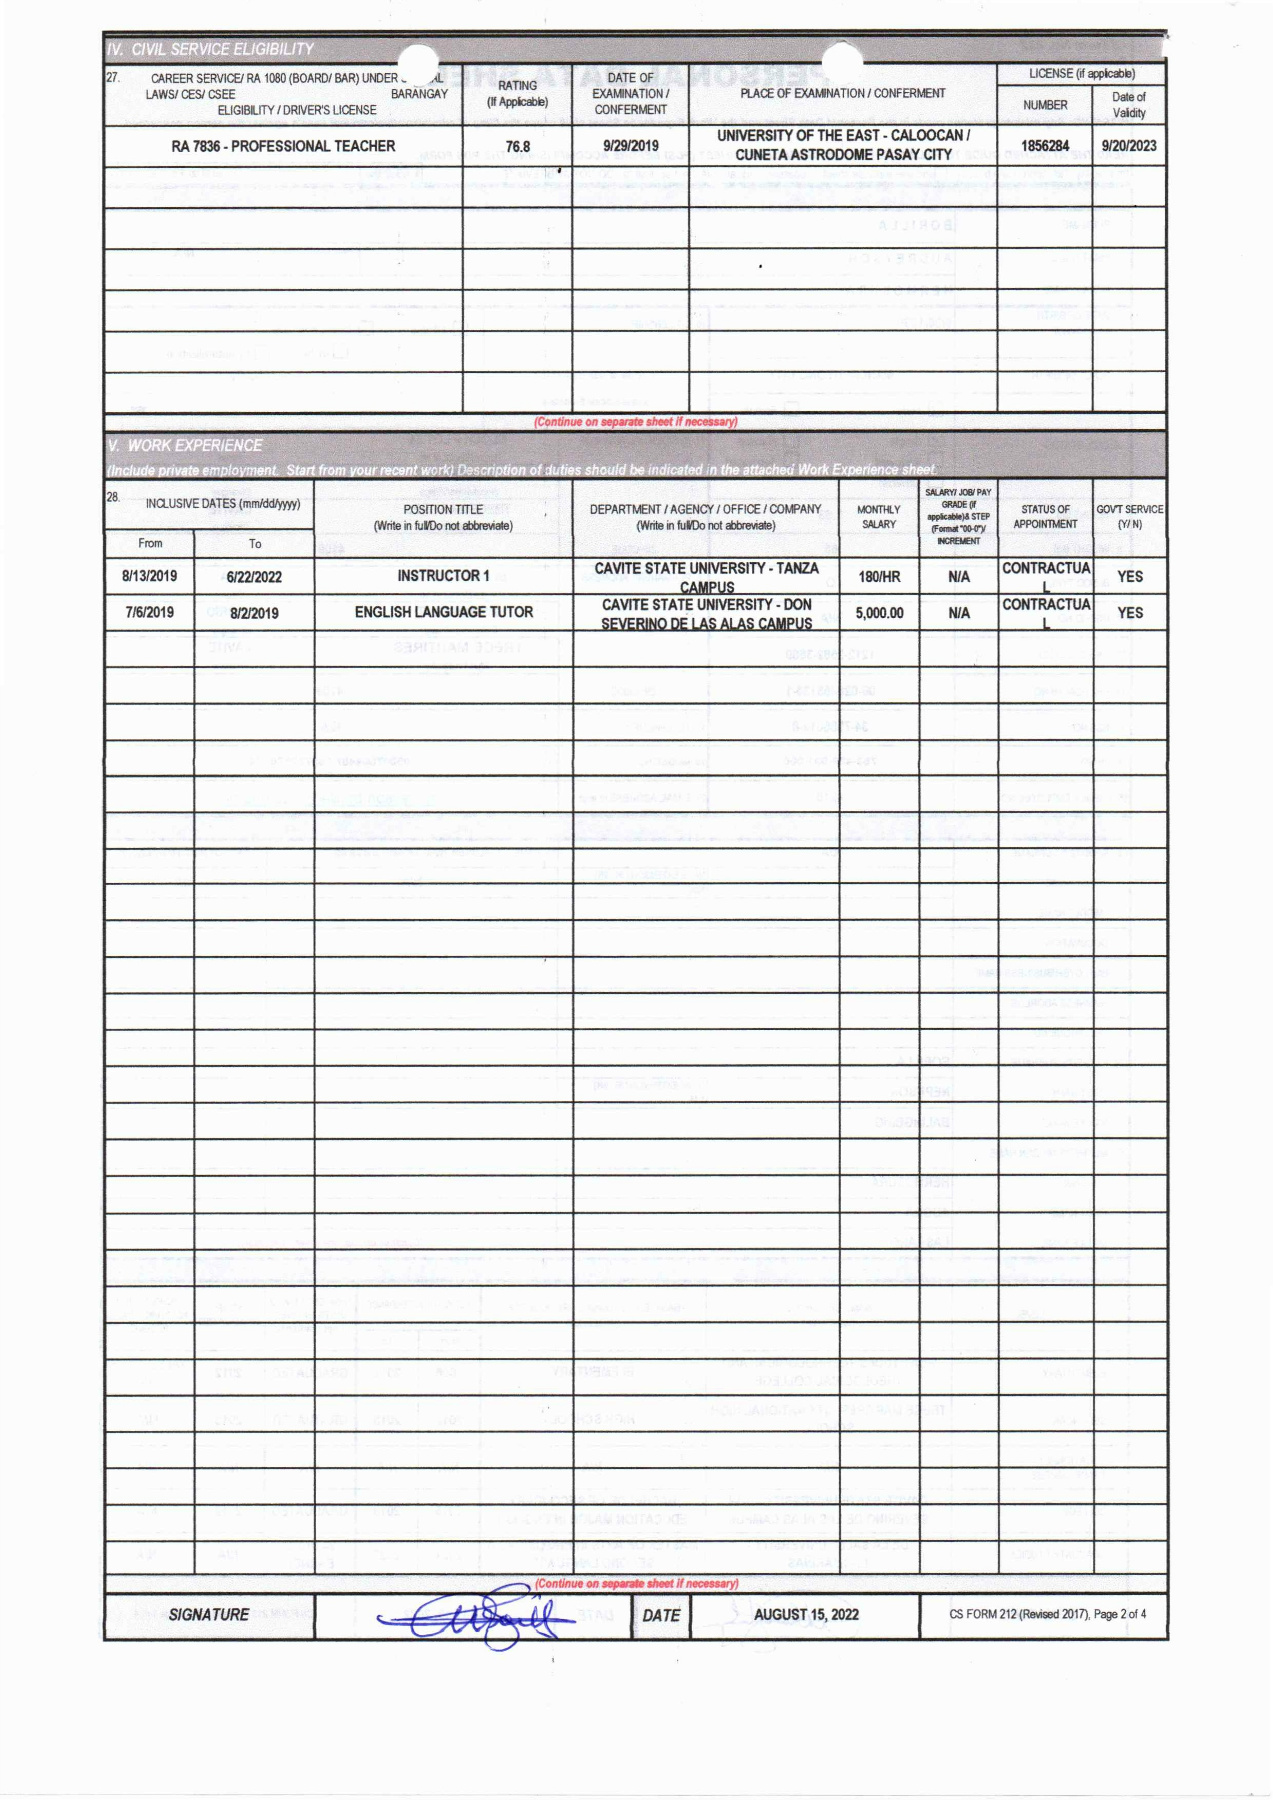 IV. CIVIL SERVICE ELIGIBILITY
27. CAREER SERVICE/ RA 1080 (BOARD/ BAR) UNDER
LAWS/ CES/ CSEE BARANGAY
ELIGIBILITY / DRIVER'S LICENSE
RATING
(If Applicable)
DATE OF
EXAMINATION /
CONFERMENT
PLACE OF EXAMINATION / CONFERMENT
LICENSE (if applicable)
NUMBER
Date of
Validity
RA 7836 - PROFESSIONAL TEACHER
76.8
9/29/2019
UNIVERSITY OF THE EAST - CALOOCAN /
CUNETA ASTRODOME PASAY CITY
1856284
9/20/2023
(Continue on separate sheet if necessary)
V. WORK EXPERIENCE
(Include private employment. Start from your recent work) Description of duties should be indicated in the attached Work Experience sheet.
28. INCLUSIVE DATES (mm/dd/yyyy)
From
To
POSITION TITLE
(Write in full/Do not abbreviate)
DEPARTMENT / AGENCY / OFFICE / COMPANY
(Write in full/Do not abbreviate)
MONTHLY
SALARY
SALARY/ JOB/ PAY
GRADE (if
applicable)& STEP
(Format "00-0")/
INCREMENT
STATUS OF
APPOINTMENT
GOV'T SERVICE
(Y/ N)
8/13/2019
6/22/2022
INSTRUCTOR 1
CAVITE STATE UNIVERSITY - TANZA
CAMPUS
180/HR
N/A
CONTRACTUA
L
YES
7/6/2019
8/2/2019
ENGLISH LANGUAGE TUTOR
CAVITE STATE UNIVERSITY - DON
SEVERINO DE LAS ALAS CAMPUS
5,000.00
N/A
CONTRACTUA
L
YES
(Continue on separate sheet if necessary)
SIGNATURE
DATE
AUGUST 15, 2022
CS FORM 212 (Revised 2017), Page 2 of 4